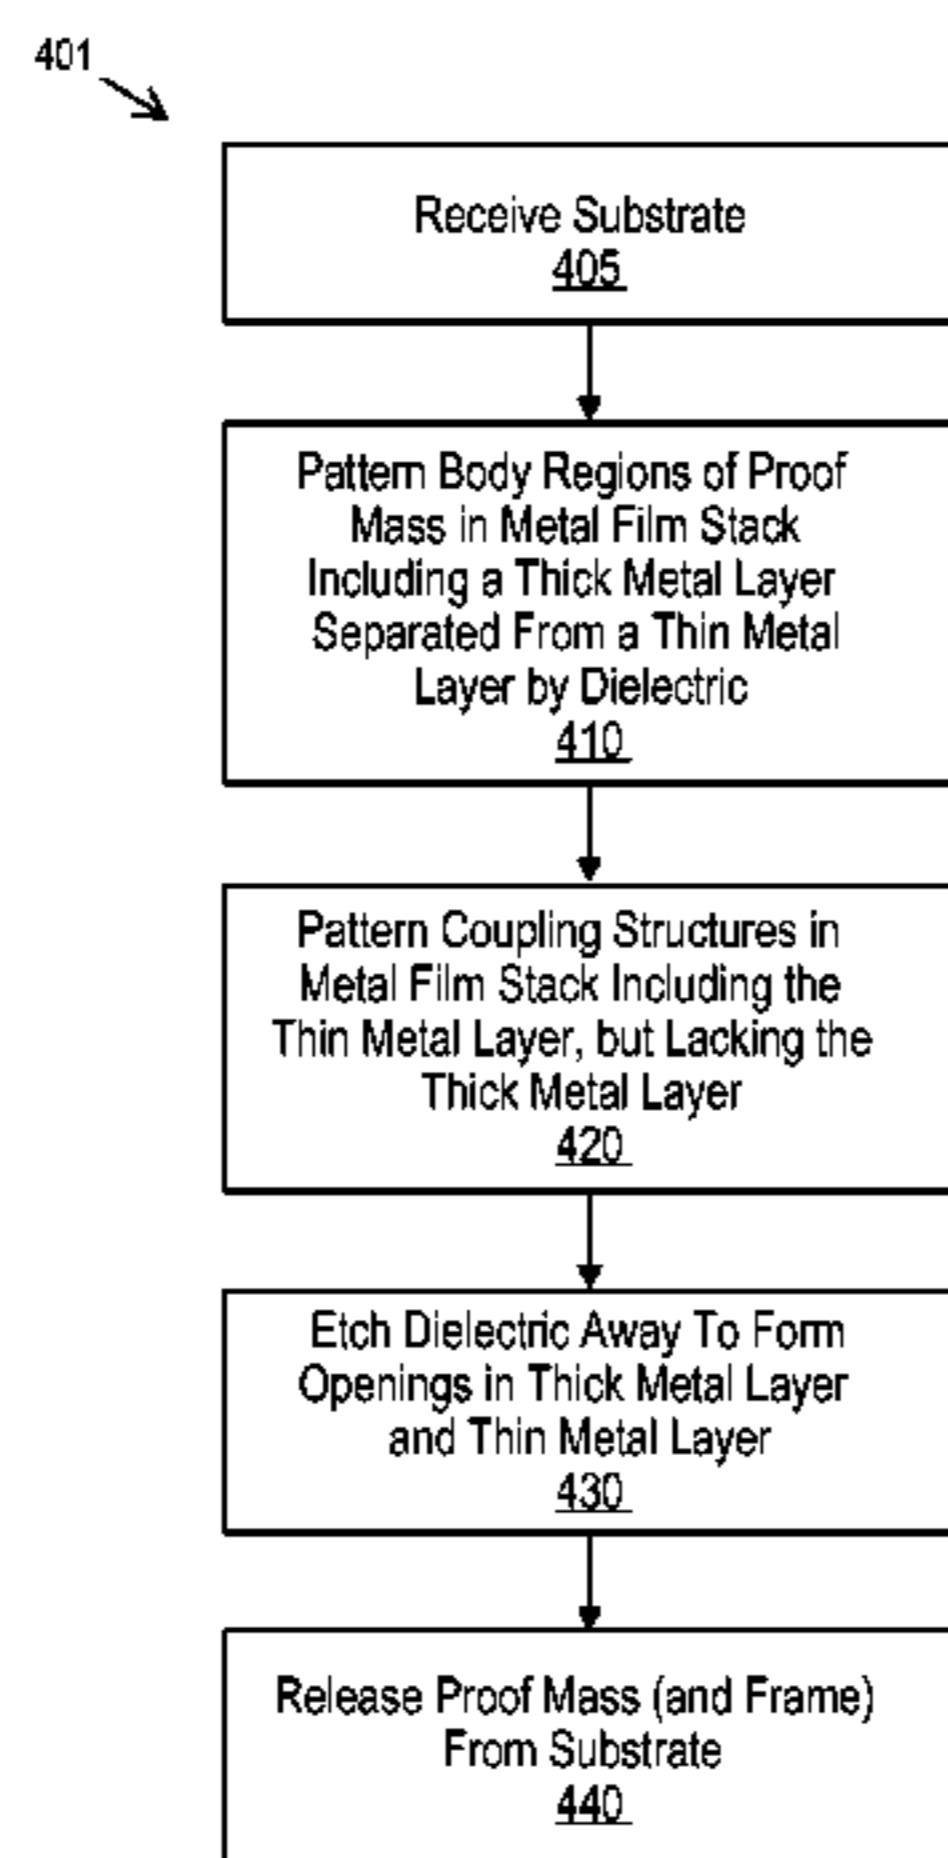 401
Receive Substrate
405
Pattern Body Regions of Proof
Mass in Metal Film Stack
Including a Thick Metal Layer
Separated From a Thin Metal
Layer by Dielectric
410
Pattern Coupling Structures in
Metal Film Stack Including the
Thin Metal Layer, but Lacking the
Thick Metal Layer
420
Etch Dielectric Away To Form
Openings in Thick Metal Layer
and Thin Metal Layer
430
Release Proof Mass (and Frame)
From Substrate
440